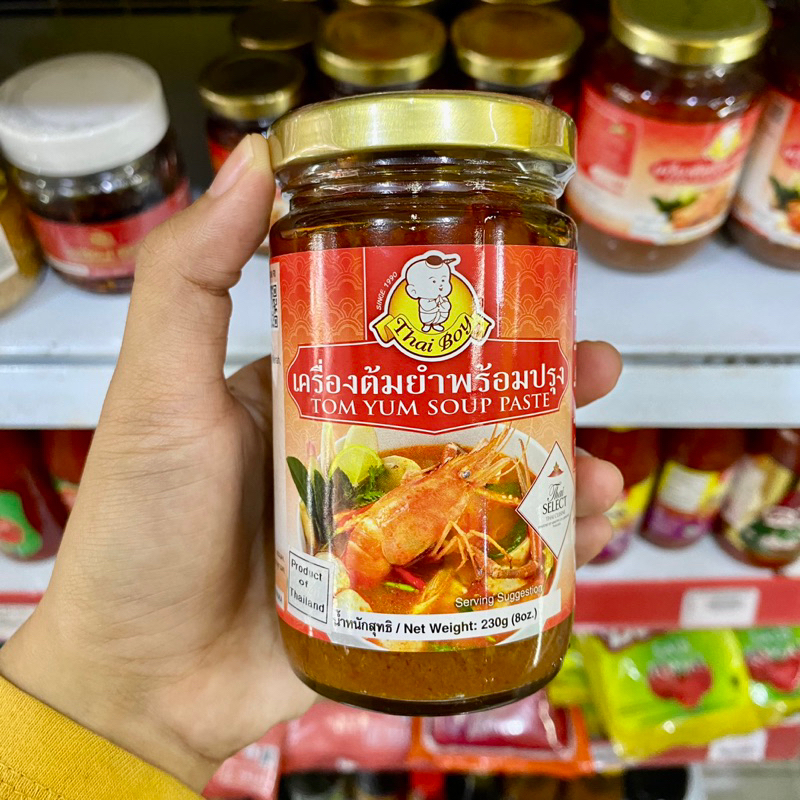 SINCE 1990
Thai Boy
เครื่องต้มยำพร้อมปรุง
TOM YUM SOUP PASTE
Thai
SELECT
Product
of
Thailand
Serving Suggestion
น้ำหนักสุทธิ / Net Weight: 230g (8oz.)